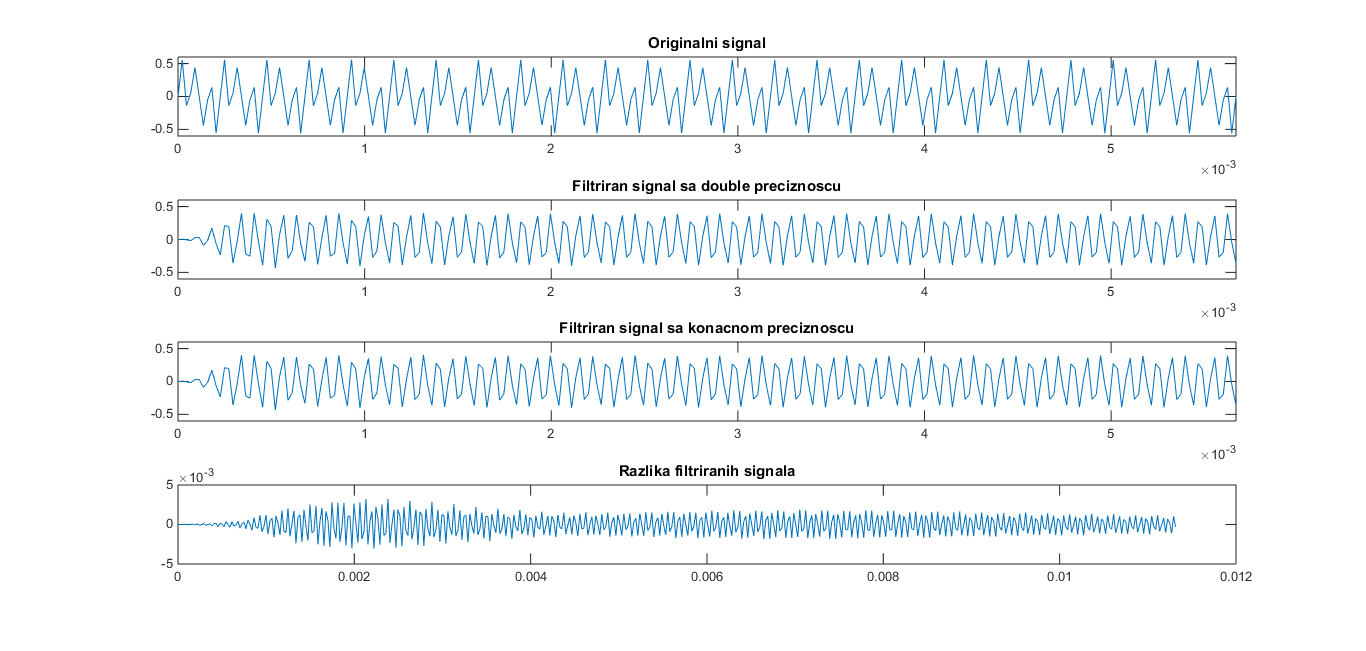 Originalni signal
0.5
0
-0.5
0 1 2 3 4 5
×10-3
Filtriran signal sa double preciznoscu
0.5
0
-0.5
0 1 2 3 4 5
×10-3
Filtriran signal sa konacnom preciznoscu
0.5
0
-0.5
0 1 2 3 4 5
×10-3
Razlika filtriranih signala
×10-3
5
0
-5
0 0.002 0.004 0.006 0.008 0.01 0.012